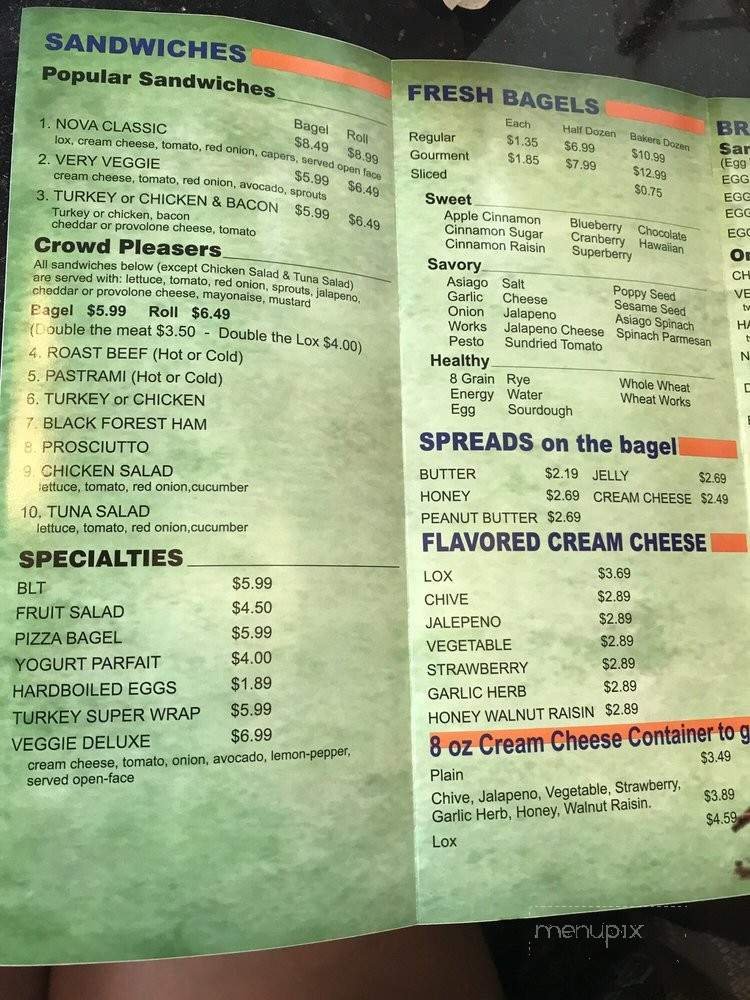 SANDWICHES
Popular Sandwiches
Bagel Roll
1. NOVA CLASSIC $8.49 $8.99
lox, cream cheese, tomato, red onion, capers, served open face
2. VERY VEGGIE $5.99 $6.49
cream cheese, tomato, red onion, avocado, sprouts
3. TURKEY or CHICKEN & BACON $5.99 $6.49
Turkey or chicken, bacon
cheddar or provolone cheese, tomato
Crowd Pleasers
All sandwiches below (except Chicken Salad & Tuna Salad)
are served with: lettuce, tomato, red onion, sprouts, jalapeno,
cheddar or provolone cheese, mayonaise, mustard
Bagel $5.99 Roll $6.49
(Double the meat $3.50 - Double the Lox $4.00)
4. ROAST BEEF (Hot or Cold)
5. PASTRAMI (Hot or Cold)
6. TURKEY or CHICKEN
7. BLACK FOREST HAM
8. PROSCIUTTO
9. CHICKEN SALAD
lettuce, tomato, red onion,cucumber
10. TUNA SALAD
lettuce, tomato, red onion,cucumber
SPECIALTIES
BLT $5.99
FRUIT SALAD $4.50
PIZZA BAGEL $5.99
YOGURT PARFAIT $4.00
HARDBOILED EGGS $1.89
TURKEY SUPER WRAP $5.99
VEGGIE DELUXE $6.99
cream cheese, tomato, onion, avocado, lemon-pepper,
served open-face
FRESH BAGELS
Each Half Dozen Bakers Dozen
Regular $1.35 $6.99 $10.99
Gourment $1.85 $7.99 $12.99
Sliced $0.75
Sweet
Apple Cinnamon Blueberry Chocolate
Cinnamon Sugar Cranberry Hawaiian
Cinnamon Raisin Superberry
Savory
Asiago Salt Poppy Seed
Garlic Cheese Sesame Seed
Onion Jalapeno Asiago Spinach
Works Jalapeno Cheese Spinach Parmesan
Pesto Sundried Tomato
Healthy
8 Grain Rye Whole Wheat
Energy Water Wheat Works
Egg Sourdough
SPREADS on the bagel
BUTTER $2.19 JELLY $2.69
HONEY $2.69 CREAM CHEESE $2.49
PEANUT BUTTER $2.69
FLAVORED CREAM CHEESE
LOX $3.69
CHIVE $2.89
JALEPENO $2.89
VEGETABLE $2.89
STRAWBERRY $2.89
GARLIC HERB $2.89
HONEY WALNUT RAISIN $2.89
8 oz Cream Cheese Container to g
Plain $3.49
Chive, Jalapeno, Vegetable, Strawberry,
Garlic Herb, Honey, Walnut Raisin. $3.89
Lox $4.59
BR
Sar
(Egg
EGG
EGG
EGG
EGG
CH
VE
HA
menupix